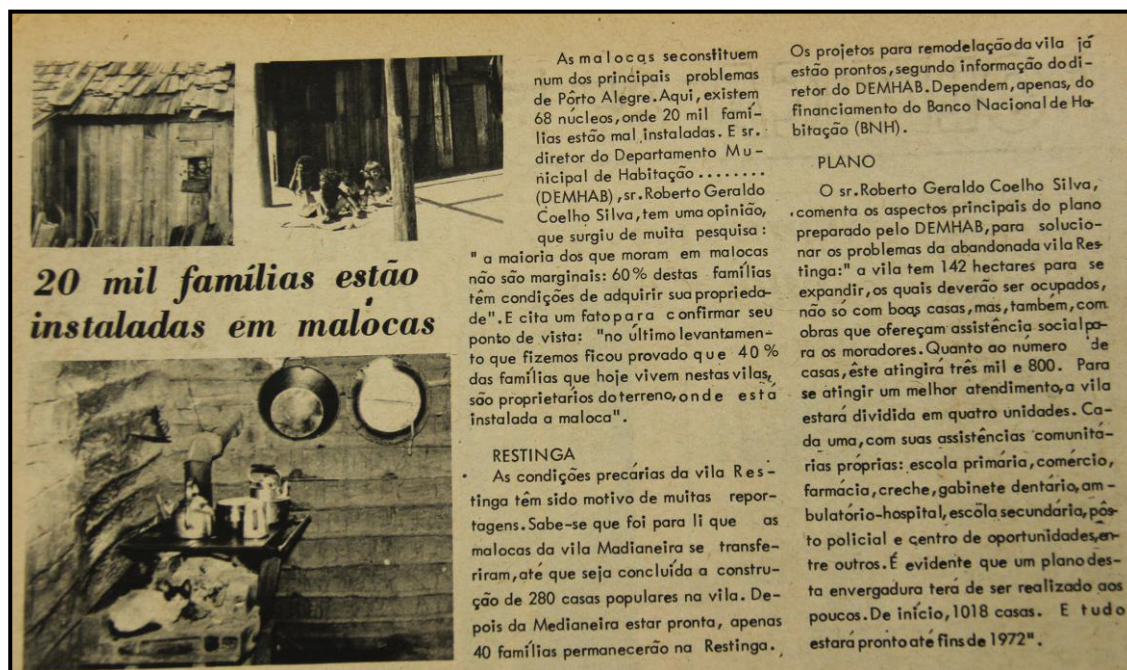 20 mil famílias estão
instaladas em malocas
As malocas seconstituem
num dos principais problemas
de Pôrto Alegre. Aqui, existem
68 núcleos, onde 20 mil famí-
lias estão mal instaladas. E sr.
diretor do Departamento Mu-
nicipal de Habitação ........
(DEMHAB), sr. Roberto Geraldo
Coelho Silva, tem uma opinião,
que surgiu de muita pesquisa:
" a maioria dos que moram em malocas
não são marginais: 60% destas famílias
têm condições de adquirir sua proprieda-
de". E cita um fato para confirmar seu
ponto de vista: "no último levantamen-
to que fizemos ficou provado que 40%
das famílias que hoje vivem nestas vilas,
são proprietarios do terreno, onde está
instalada a maloca".
RESTINGA
As condições precárias da vila Res-
tinga têm sido motivo de muitas repor-
tagens. Sabe-se que foi para li que as
malocas da vila Madianeira se transfe-
riram, até que seja concluída a constru-
ção de 280 casas populares na vila. De-
pois da Medianeira estar pronta, apenas
40 famílias permanecerão na Restinga.
Os projetos para remodelação da vila já
estão prontos, segundo informação do di-
retor do DEMHAB. Dependem, apenas, do
financiamento do Banco Nacional de Ha-
bitação (BNH).
PLANO
O sr. Roberto Geraldo Coelho Silva,
comenta os aspectos principais do plano
preparado pelo DEMHAB, para solucio-
nar os problemas da abandonada vila Res-
tinga: " a vila tem 142 hectares para se
expandir, os quais deverão ser ocupados,
não só com boas casas, mas, também, com
obras que ofereçam assistência social pa-
ra os moradores. Quanto ao número de
casas, êste atingirá três mil e 800. Para
se atingir um melhor atendimento, a vila
estará dividida em quatro unidades. Ca-
da uma, com suas assistências comunitá-
rias próprias: escola primária, comércio,
farmácia, creche, gabinete dentário, am-
bulatório-hospital, escola secundária, pôs-
to policial e centro de oportunidades, en-
tre outros. É evidente que um plano des-
ta envergadura terá de ser realizado aos
poucos. De início, 1018 casas. E tudo
estará pronto até fins de 1972".